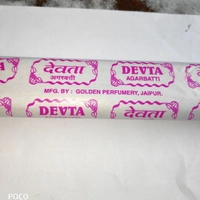 देवता
अगरबत्ती
DEVTA
AGARBATTI
MFG. BY : GOLDEN PERFUMERY, JAIPUR.
DEVTA
देवता
POCO